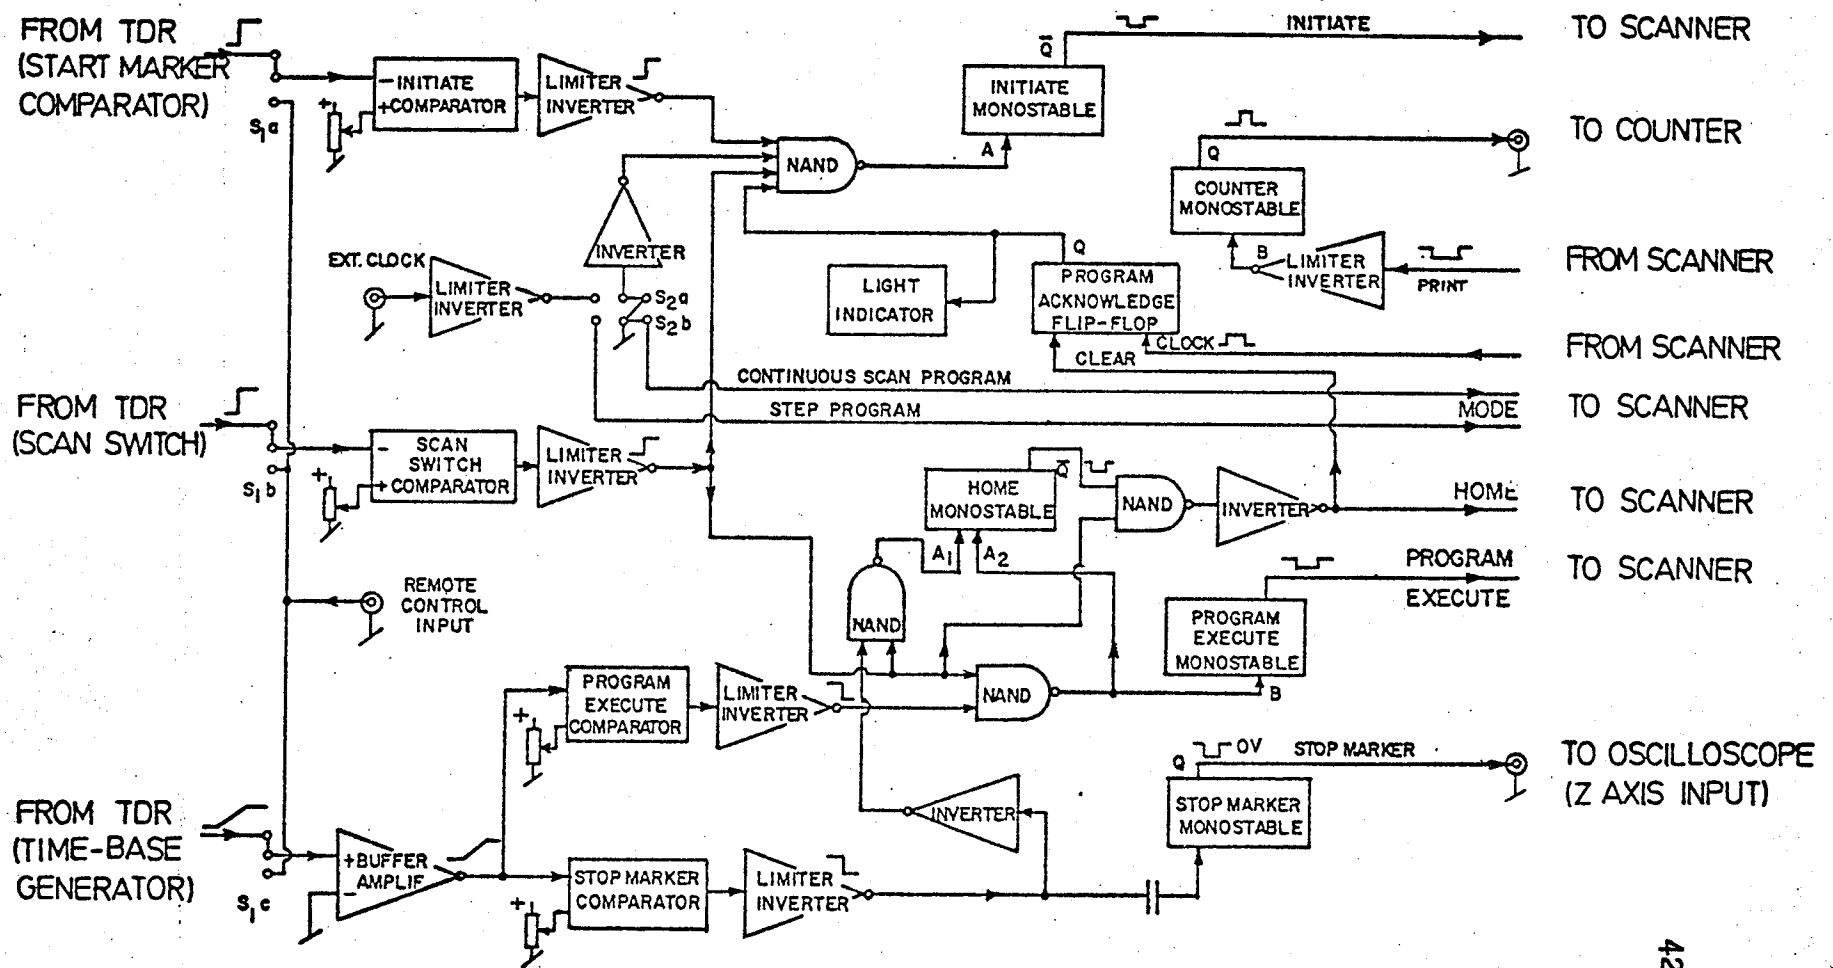 FROM TDR
(START MARKER
COMPARATOR)
S1a
+
- INITIATE
+ COMPARATOR
LIMITER
INVERTER
NAND
A
Q̅
INITIATE
MONOSTABLE
INITIATE
TO SCANNER
TO COUNTER
Q
COUNTER
MONOSTABLE
B
LIMITER
INVERTER
PRINT
FROM SCANNER
EXT. CLOCK
LIMITER
INVERTER
INVERTER
S2a
S2b
LIGHT
INDICATOR
Q
PROGRAM
ACKNOWLEDGE
FLIP-FLOP
CLOCK
CLEAR
FROM SCANNER
CONTINUOUS SCAN PROGRAM
STEP PROGRAM
MODE
TO SCANNER
FROM TDR
(SCAN SWITCH)
S1b
+
-
SCAN
SWITCH
+ COMPARATOR
LIMITER
INVERTER
HOME
MONOSTABLE
Q̅
A1
A2
NAND
INVERTER
HOME
TO SCANNER
NAND
PROGRAM
EXECUTE
TO SCANNER
REMOTE
CONTROL
INPUT
PROGRAM
EXECUTE
MONOSTABLE
B
+
PROGRAM
EXECUTE
COMPARATOR
LIMITER
INVERTER
NAND
Q
0V
STOP MARKER
TO OSCILLOSCOPE
(Z AXIS INPUT)
STOP MARKER
MONOSTABLE
INVERTER
FROM TDR
(TIME-BASE
GENERATOR)
S1c
+ BUFFER
AMPLIF
-
+
STOP MARKER
COMPARATOR
LIMITER
INVERTER
42